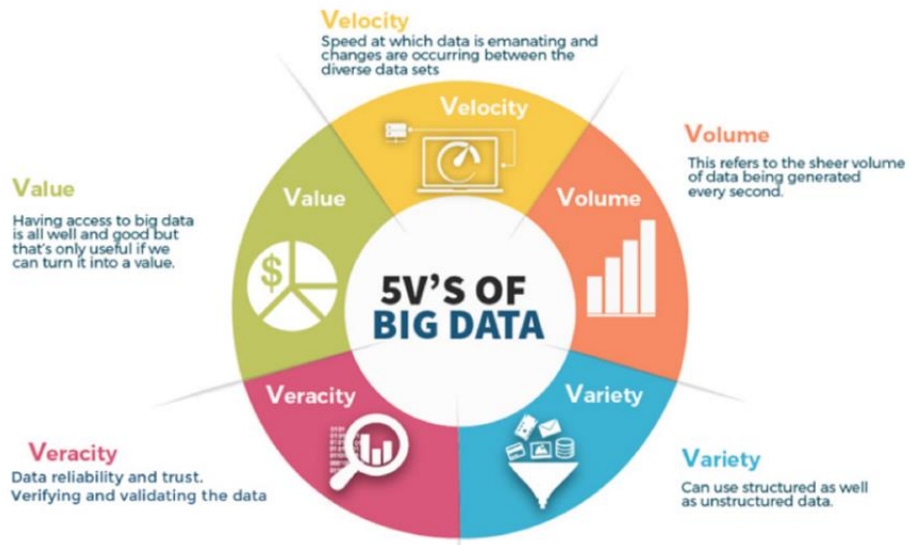 Velocity
Speed at which data is emanating and
changes are occurring between the
diverse data sets
Velocity
Volume
This refers to the sheer volume
of data being generated
every second.
Volume
Value
Having access to big data
is all well and good but
that's only useful if we
can turn it into a value.
Value
$
5V'S OF
BIG DATA
Veracity
Variety
Veracity
Data reliability and trust.
Verifying and validating the data
Variety
Can use structured as well
as unstructured data.